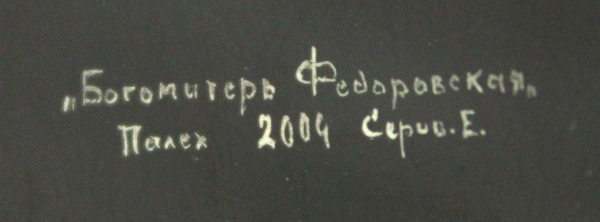 „Богоматерь Федоровская„
Палех 2004 Серов. Е.